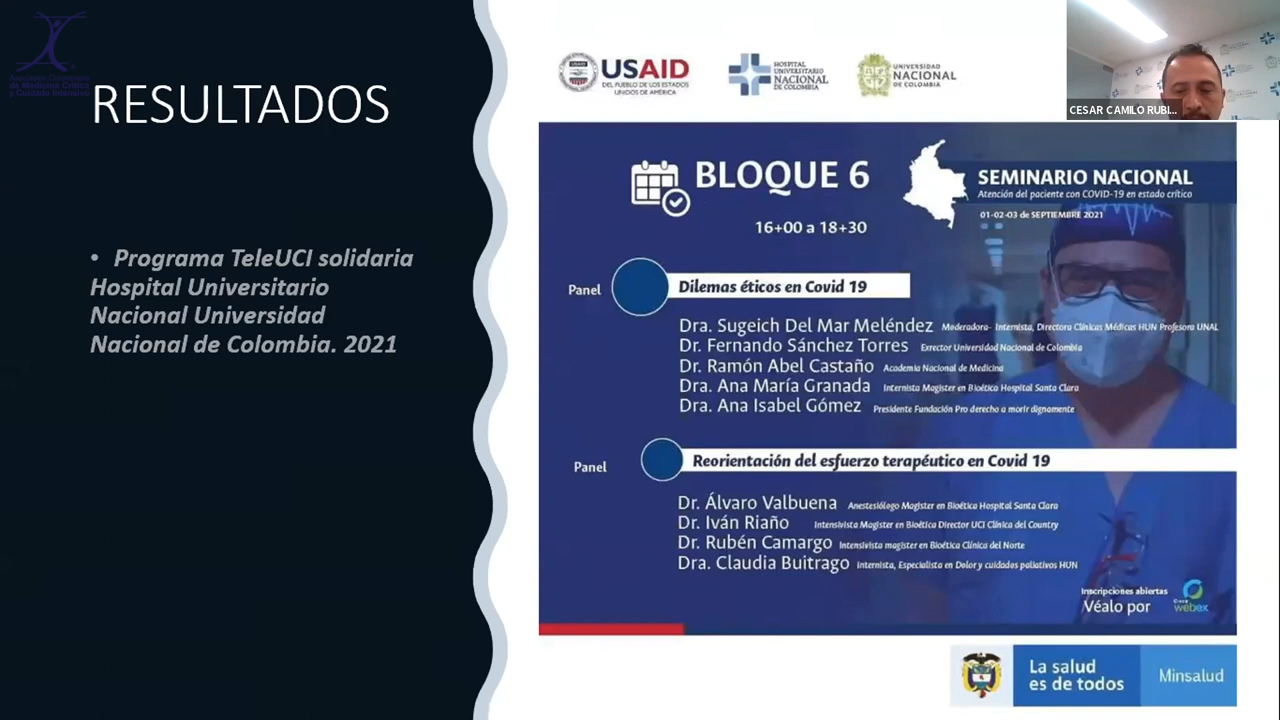 Asociación Colombiana
de Medicina Crítica
y Cuidado Intensivo
RESULTADOS
• Programa TeleUCI solidaria
Hospital Universitario
Nacional Universidad
Nacional de Colombia. 2021
USAID
DEL PUEBLO DE LOS ESTADOS
UNIDOS DE AMÉRICA
HOSPITAL
UNIVERSITARIO
NACIONAL
DE COLOMBIA
UNIVERSIDAD
NACIONAL
DE COLOMBIA
CESAR CAMILO RUBI...
BLOQUE 6
16+00 a 18+30
SEMINARIO NACIONAL
Atención del paciente con COVID-19 en estado crítico
01-02-03 de SEPTIEMBRE 2021
Panel
Dilemas éticos en Covid 19
Dra. Sugeich Del Mar Meléndez Moderadora- Internista, Directora Clínicas Médicas HUN Profesora UNAL
Dr. Fernando Sánchez Torres Exrector Universidad Nacional de Colombia
Dr. Ramón Abel Castaño Academia Nacional de Medicina
Dra. Ana María Granada Internista Magister en Bioética Hospital Santa Clara
Dra. Ana Isabel Gómez Presidente Fundación Pro derecho a morir dignamente
Panel
Reorientación del esfuerzo terapéutico en Covid 19
Dr. Álvaro Valbuena Anestesiólogo Magister en Bioética Hospital Santa Clara
Dr. Iván Riaño Intensivista Magister en Bioética Director UCI Clínica del Country
Dr. Rubén Camargo Intensivista magister en Bioética Clínica del Norte
Dra. Claudia Buitrago Internista, Especialista en Dolor y cuidados paliativos HUN
Inscripciones abiertas
Véalo por
Cisco
webex
La salud
es de todos
Minsalud